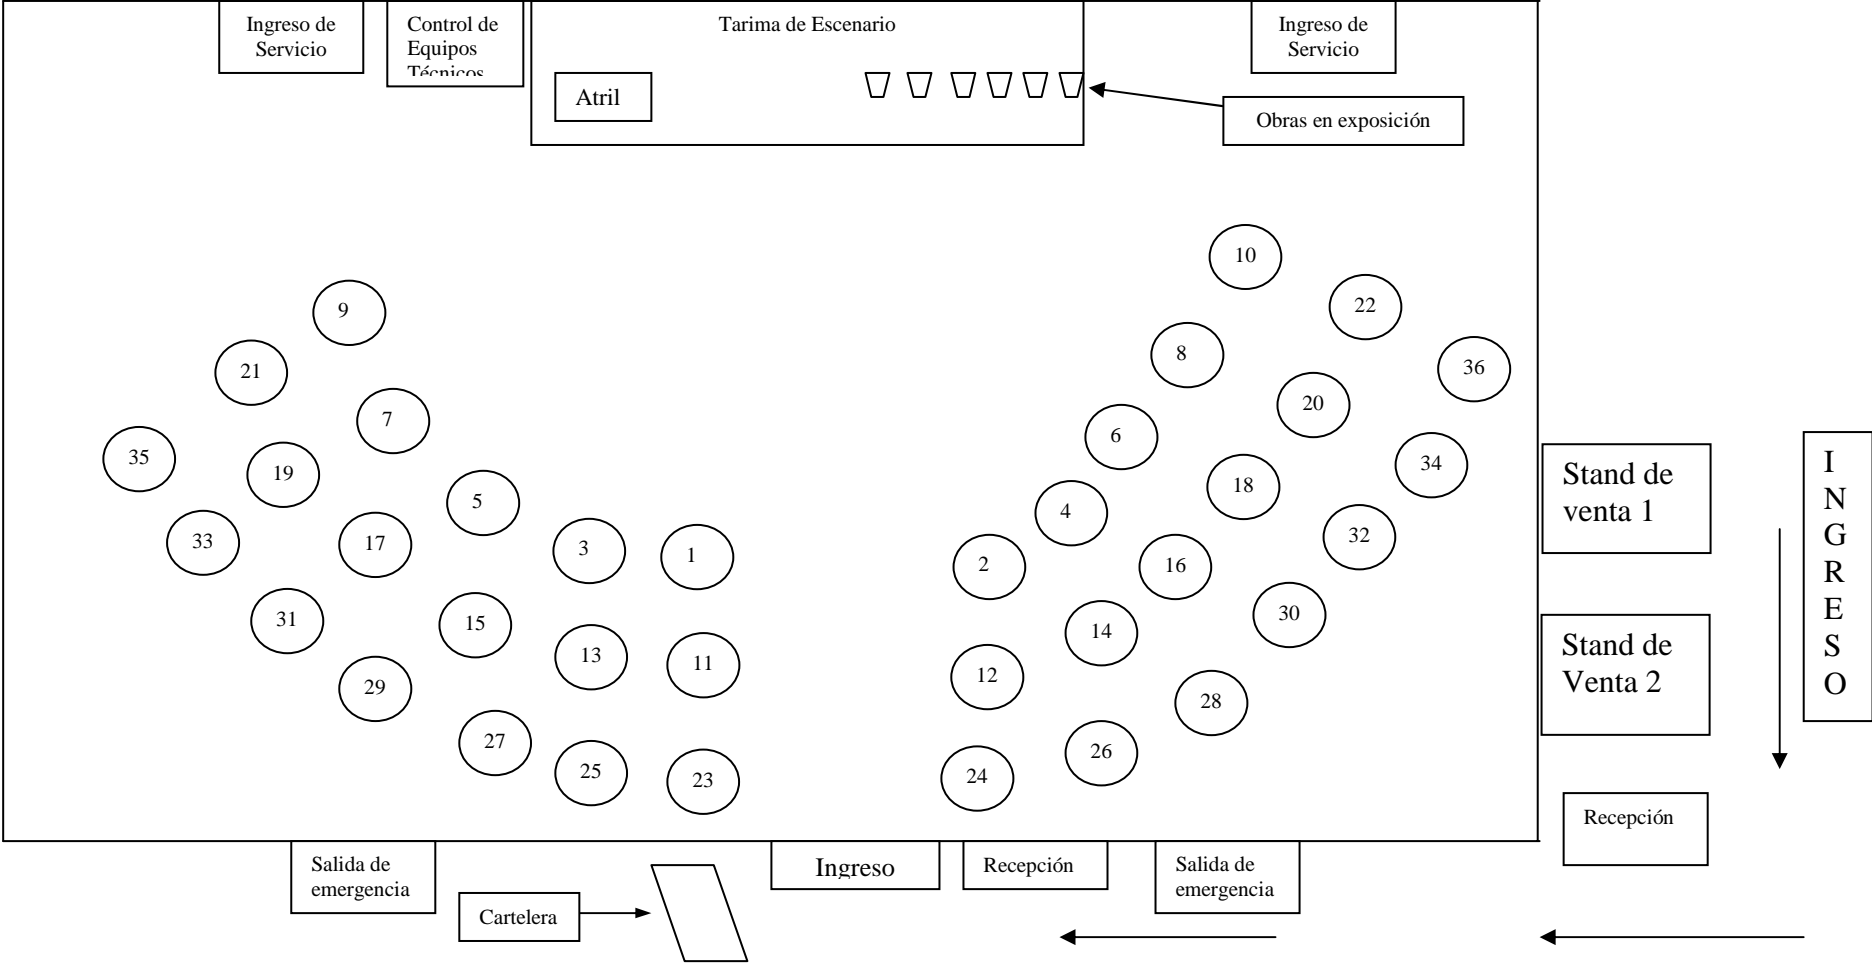 Ingreso de
Servicio
Control de
Equipos
Técnicos
Tarima de Escenario
Ingreso de
Servicio
Atril
Obras en exposición
10
9
22
8
36
21
20
7
6
35
19
34
18
5
4
33
17
3
1
2
16
32
31
15
13
11
14
30
12
29
28
27
25
23
24
26
Stand de
venta 1
Stand de
Venta 2
I
N
G
R
E
S
O
Recepción
Salida de
emergencia
Cartelera
Ingreso
Recepción
Salida de
emergencia